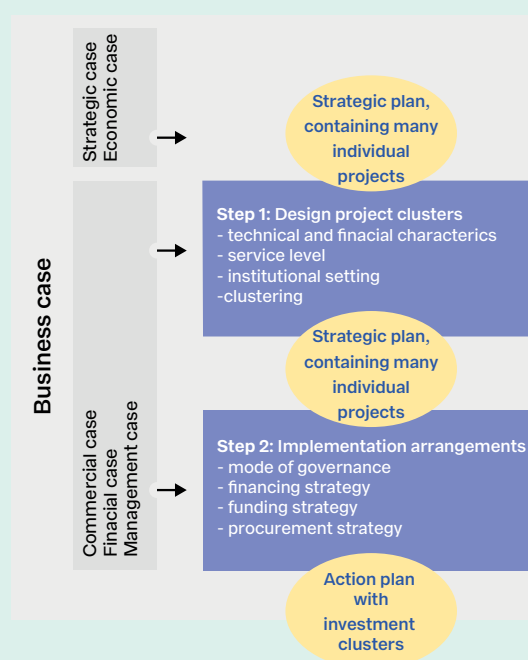 Business case
Strategic case
Economic case
Strategic plan,
containing many
individual
projects
Step 1: Design project clusters
- technical and finacial characterics
- service level
- institutional setting
-clustering
Strategic plan,
containing many
individual
projects
Commercial case
Finacial case
Management case
Step 2: Implementation arrangements
- mode of governance
- financing strategy
- funding strategy
- procurement strategy
Action plan
with
investment
clusters